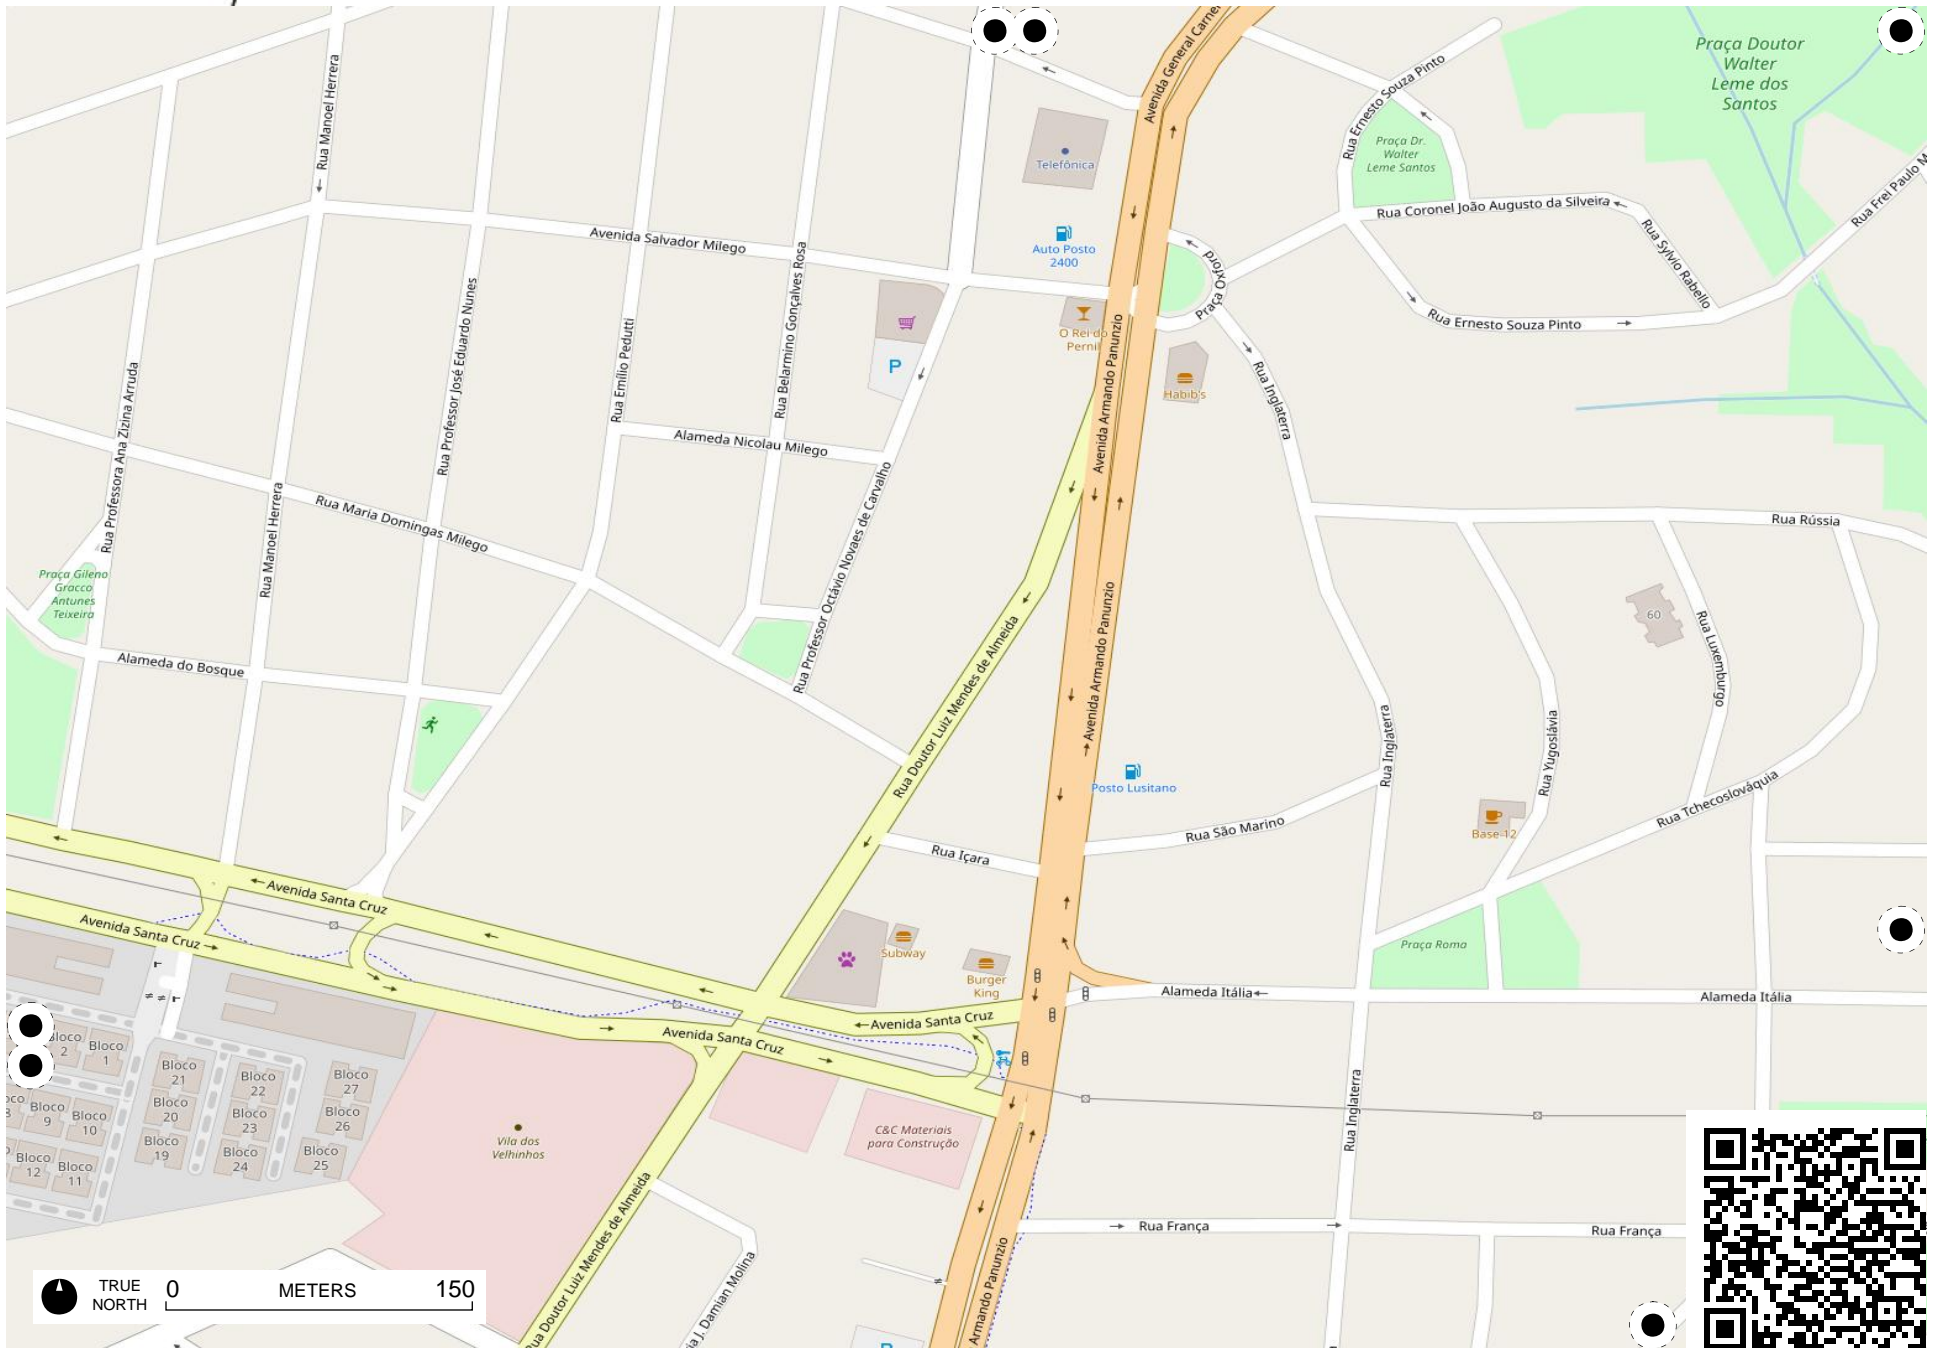 Avenida General Carne
Rua Manoel Herrera
Rua Ernesto Souza Pinto
Praça Doutor
Walter
Leme dos
Santos
Rua Ernesto Souza Pinto
Praça Dr.
Walter
Leme Santos
Telefônica
Rua Coronel João Augusto da Silveira
Rua Frei Paulo M
Rua Sylvio Rabello
Avenida Salvador Milego
Auto Posto
2400
Praça Oxford
Rua Professor José Eduardo Nunes
Rua Emílio Pedutti
Rua Belarmino Gonçalves Rosa
O Rei do
Pernil
Rua Ernesto Souza Pinto
P
Habib's
Avenida Armando Panunzio
Rua Inglaterra
Rua Professora Ana Zizina Arruda
Alameda Nicolau Milego
Rua Maria Domingas Milego
Rua Manoel Herrera
Rua Professor Octávio Novaes de Carvalho
Rua Rússia
Praça Gileno
Gracco
Antunes
Teixeira
60
Rua Luxemburgo
Avenida Armando Panunzio
Alameda do Bosque
Rua Doutor Luiz Mendes de Almeida
Rua Inglaterra
Rua Yugoslávia
Posto Lusitano
Rua Tchecoslováquia
Rua São Marino
Base 12
Rua Içara
Avenida Santa Cruz
Avenida Santa Cruz
Subway
Praça Roma
Burger
King
Alameda Itália
Alameda Itália
Avenida Santa Cruz
Avenida Santa Cruz
Bloco
2
Bloco
1
Bloco
21
Bloco
22
Bloco
27
Bloco
20
Bloco
23
Bloco
26
Bloco
9
Bloco
10
Bloco
19
Bloco
24
Bloco
25
Bloco
12
Bloco
11
Vila dos
Velhinhos
C&C Materiais
para Construção
Rua Inglaterra
Rua Doutor Luiz Mendes de Almeida
Rua França
Rua França
J. Damian Molina
Armando Panunzio
P
TRUE
NORTH
0 METERS 150